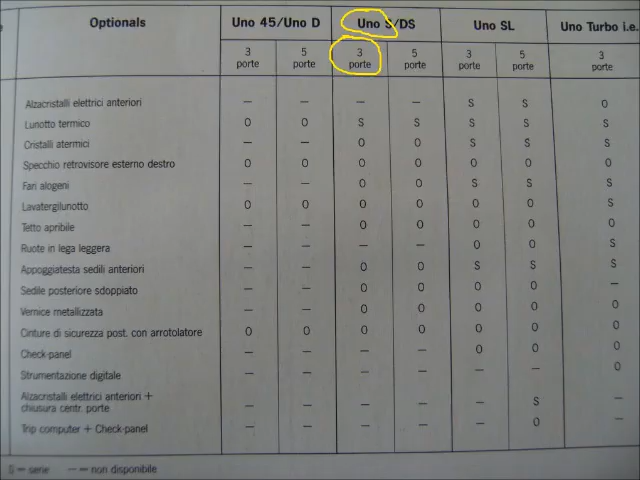 e Optionals Uno 45/Uno D Uno S/DS Uno SL Uno Turbo i.e.
3 porte 5 porte 3 porte 5 porte 3 porte 5 porte 3 porte
Alzacristalli elettrici anteriori — — — — S S O
Lunotto termico O O S S S S S
Cristalli atermici — — O O S S S
Specchio retrovisore esterno destro O O O O O O O
Fari alogeni — — O O S S S
Lavatergilunotto O O O O O O S
Tetto apribile — — O O O O O
Ruote in lega leggera — — — — O O S
Appoggiatesta sedili anteriori — — O O S S S
Sedile posteriore sdoppiato — — O O O O —
Vernice metallizzata — — O O O O O
Cinture di sicurezza post. con arrotolatore O O O O O O O
Check-panel — — — — O O O
Strumentazione digitale — — — — — — O
Alzacristalli elettrici anteriori +
chiusura centr. porte — — — — — S —
Trip computer + Check-panel — — — — — O —
S = serie — = non disponibile